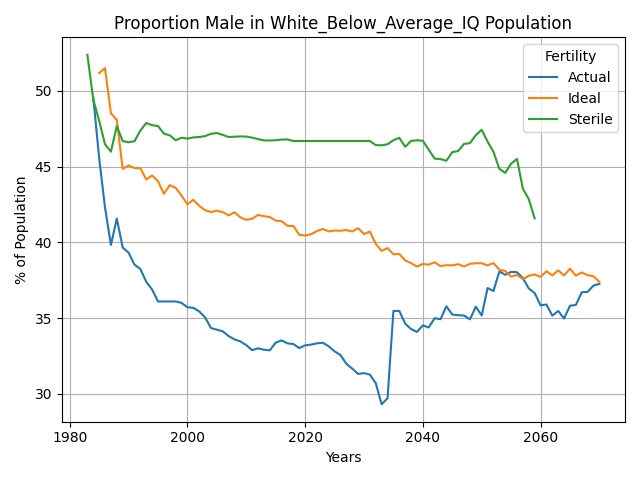 Proportion Male in White_Below_Average_IQ Population
Fertility
Actual
Ideal
Sterile
% of Population
50
45
40
35
30
1980
2000
2020
2040
2060
Years